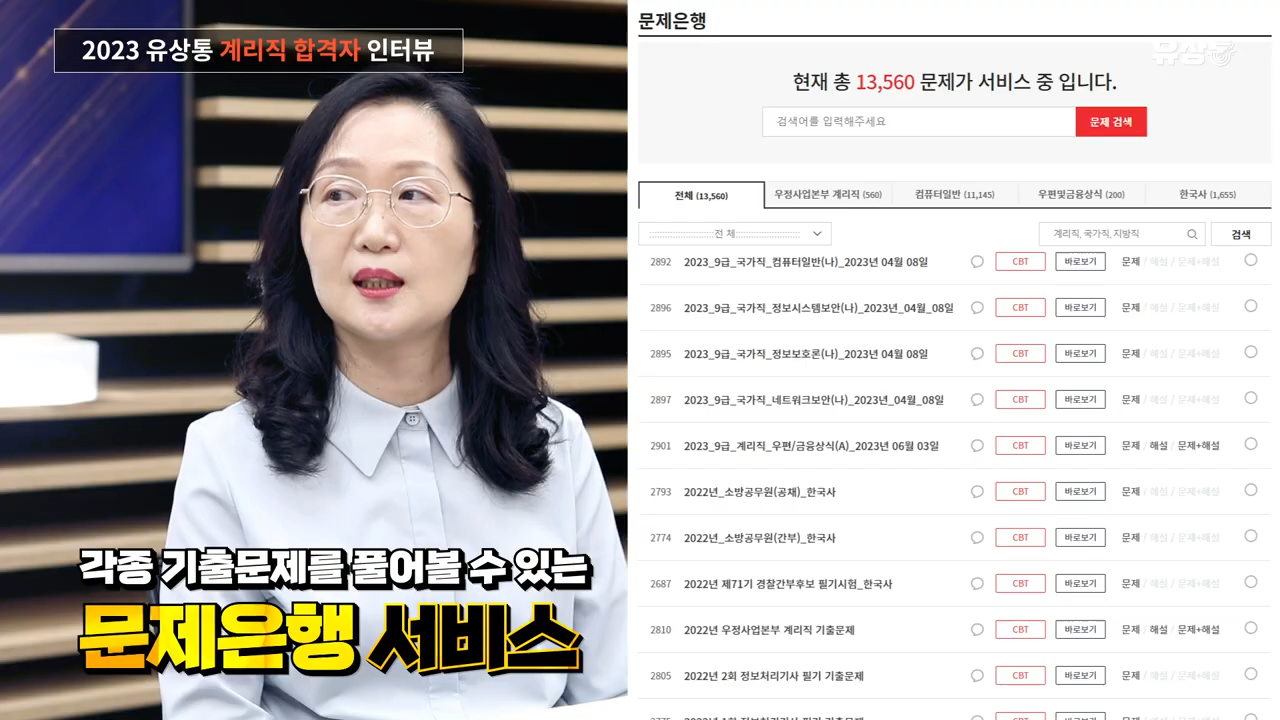 2023 유상통 계리직 합격자 인터뷰
각종 기출문제를 풀어볼 수 있는
문제은행 서비스
문제은행
유상통
현재 총 13,560 문제가 서비스 중 입니다.
검색어를 입력해주세요 문제 검색
전체 (13,560) 우정사업본부 계리직 (560) 컴퓨터일반 (11,145) 우편및금융상식 (200) 한국사 (1,655)
::::::::::::::::::::::::전 체:::::::::::::::::::::: 계리직, 국가직, 지방직 검색
2892 2023_9급_국가직_컴퓨터일반(나)_2023년 04월 08일 CBT 바로보기 문제 / 해설 / 문제+해설
2896 2023_9급_국가직_정보시스템보안(나)_2023년_04월_08일 CBT 바로보기 문제 / 해설 / 문제+해설
2895 2023_9급_국가직_정보보호론(나)_2023년 04월 08일 CBT 바로보기 문제 / 해설 / 문제+해설
2897 2023_9급_국가직_네트워크보안(나)_2023년_04월_08일 CBT 바로보기 문제 / 해설 / 문제+해설
2901 2023_9급_계리직_우편/금융상식(A)_2023년 06월 03일 CBT 바로보기 문제 / 해설 / 문제+해설
2793 2022년_소방공무원(공채)_한국사 CBT 바로보기 문제 / 해설 / 문제+해설
2774 2022년_소방공무원(간부)_한국사 CBT 바로보기 문제 / 해설 / 문제+해설
2687 2022년 제71기 경찰간부후보 필기시험_한국사 CBT 바로보기 문제 / 해설 / 문제+해설
2810 2022년 우정사업본부 계리직 기출문제 CBT 바로보기 문제 / 해설 / 문제+해설
2805 2022년 2회 정보처리기사 필기 기출문제 CBT 바로보기 문제 / 해설 / 문제+해설